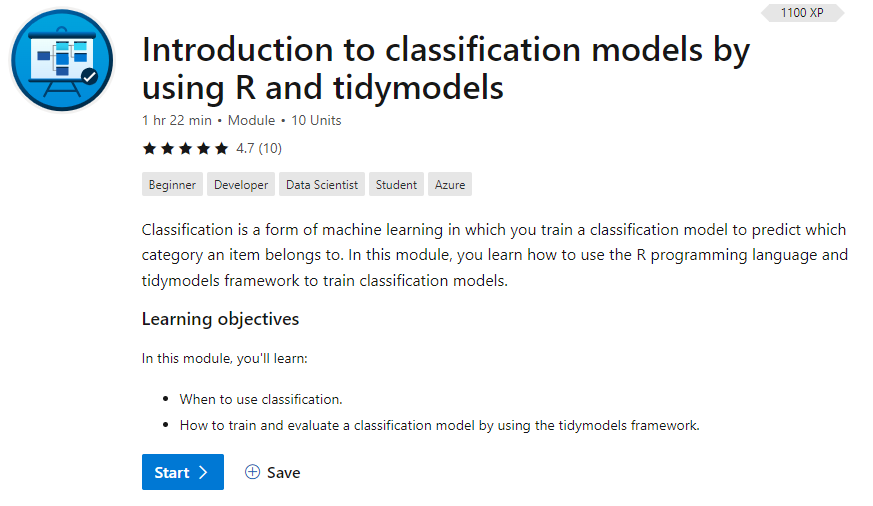 1100 XP
Introduction to classification models by
using R and tidymodels
1 hr 22 min • Module • 10 Units
4.7 (10)
Beginner Developer Data Scientist Student Azure
Classification is a form of machine learning in which you train a classification model to predict which
category an item belongs to. In this module, you learn how to use the R programming language and
tidymodels framework to train classification models.
Learning objectives
In this module, you'll learn:
• When to use classification.
• How to train and evaluate a classification model by using the tidymodels framework.
Start Save